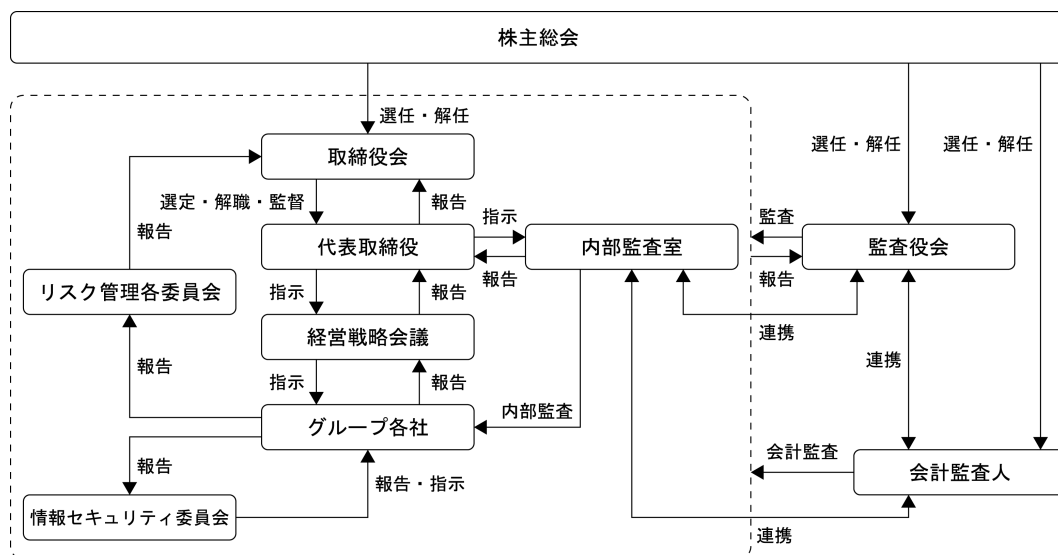 株主総会
選任・解任
選任・解任
選任・解任
取締役会
選定・解職・監督
報告
報告
指示
監査
代表取締役
内部監査室
監査役会
報告
報告
リスク管理各委員会
指示
報告
連携
経営戦略会議
報告
指示
報告
連携
内部監査
グループ各社
会計監査
報告
会計監査人
報告・指示
情報セキュリティ委員会
連携